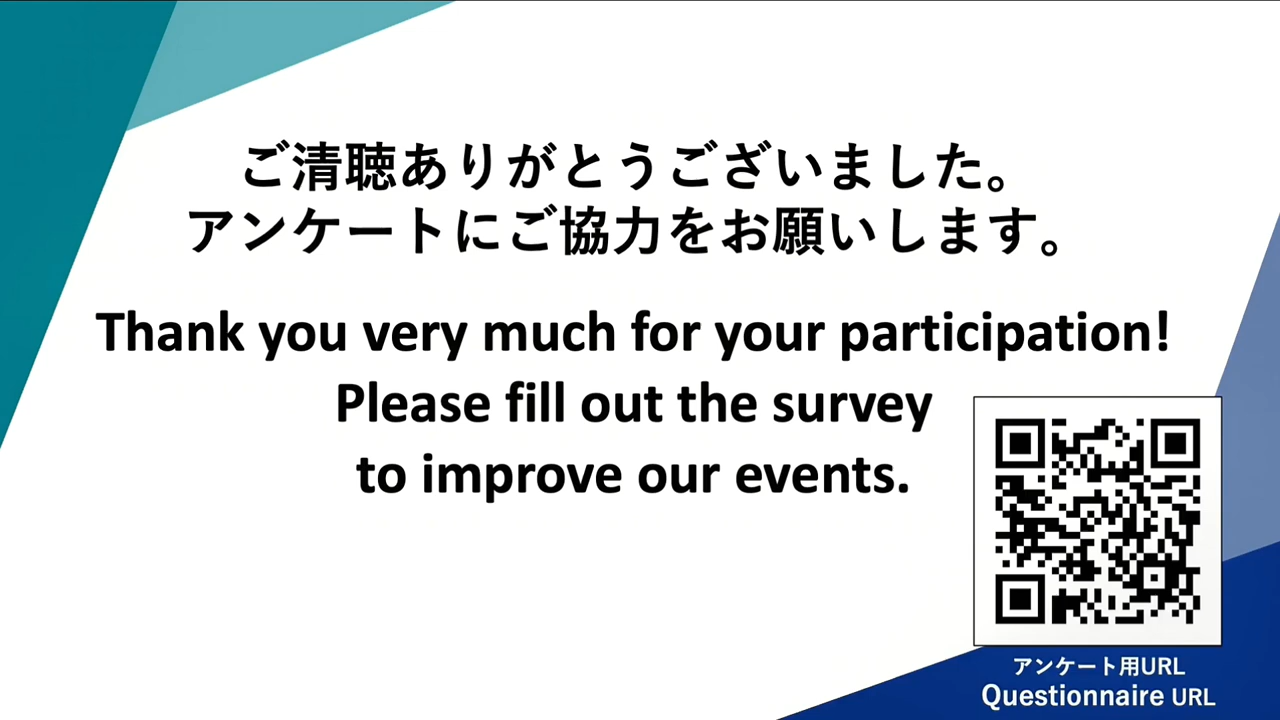 ご清聴ありがとうございました。
アンケートにご協力をお願いします。
Thank you very much for your participation!
Please fill out the survey
to improve our events.
アンケート用URL
Questionnaire URL